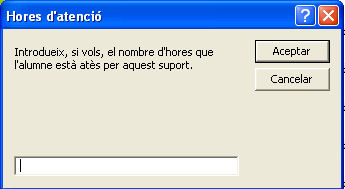 Hores d'atenció
Introdueix, si vols, el nombre d'hores que
l'alumne està atès per aquest suport.
Aceptar
Cancelar